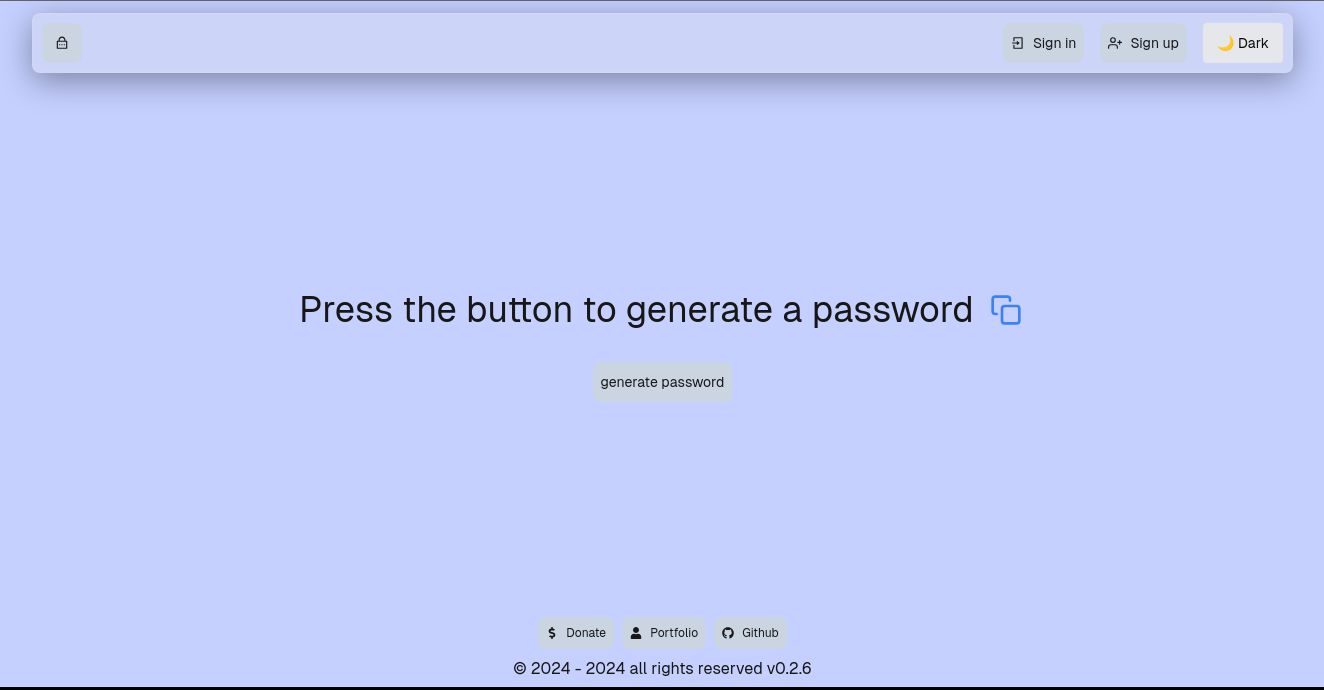 Sign in
Sign up
🌙 Dark
Press the button to generate a password
generate password
Donate
Portfolio
Github
© 2024 - 2024 all rights reserved v0.2.6